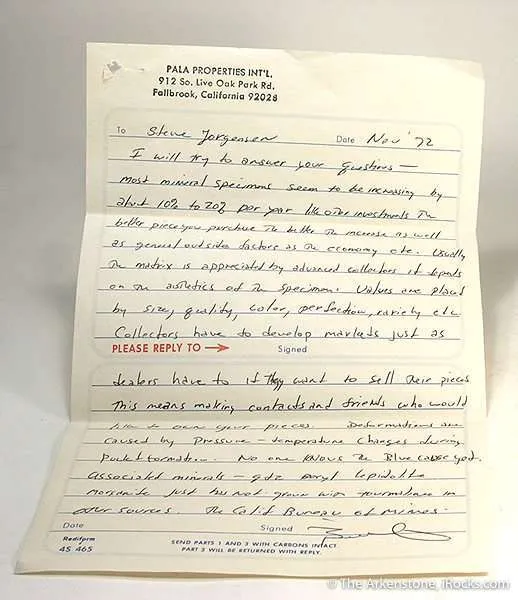 PALA PROPERTIES INT'L.
912 So. Live Oak Park Rd.
Fallbrook, California 92028
To Steve Jorgensen Date Nov '72
I will try to answer your questions —
most mineral specimens seem to be increasing by
about 10% to 20% per year like other investments The
better piece you purchase the better the increase as well
as general outside factors as the economy etc. Usually
the matrix is appreciated by advanced collectors it depends
on the asthetics of the specimen. Values are placed
by size, quality, color, perfection, rariety etc
Collectors have to develop markets just as
PLEASE REPLY TO → Signed
dealers have to if they want to sell their pieces
This means making contacts and friends who would
like to own your pieces. Deformations are
caused by Pressure - temperature changes during
Pocket formation. No one knows the Blue cause yet.
Associated minerals - qtz beryl lepidolite
morganite just has not grown with tourmaline in
other sources. The Calif Bureau of Mines.
Date Signed
Rediform
4S 465
SEND PARTS 1 AND 3 WITH CARBONS INTACT.
PART 3 WILL BE RETURNED WITH REPLY.
© The Arkenstone, iRocks.com